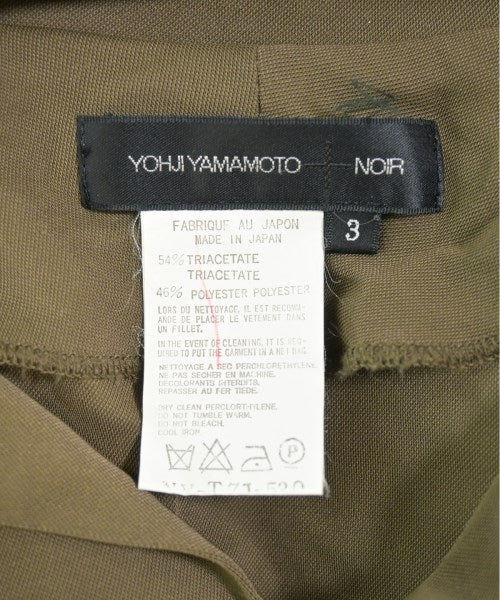 YOHJI YAMAMOTO + NOIR
3
FABRIQUE AU JAPON
MADE IN JAPAN
54% TRIACETATE
TRIACETATE
46% POLYESTER POLYESTER
LORS DU NETTOYAGE, IL EST RECOMM-
ANDE DE PLACER LE VETEMENT DANS
UN FILLET.
IN THE EVENT OF CLEANING, IT IS REQ-
UIRED TO PUT THE GARMENT IN A NET BAG.
NETTOYAGE A SEC PERCHLORETHYLENE.
NE PAS SECHER EN MACHINE.
DECOLORANTS INTERDITS.
REPASSER AU FER TIEDE.
DRY CLEAN PERCLORTHYLENE.
DO NOT TUMBLE WARM.
DO NOT BLEACH.
COOL IRON.
P